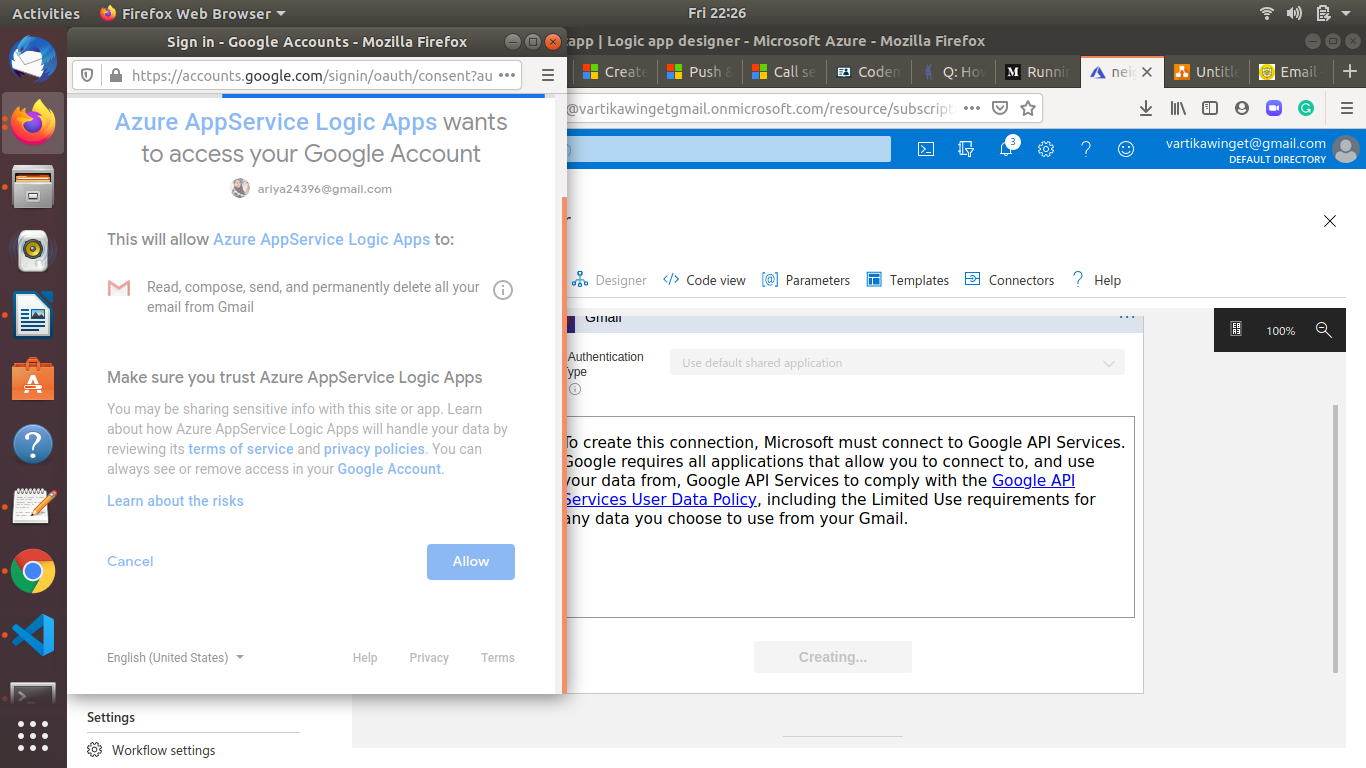 Activities
Firefox Web Browser
Fri 22:26
Sign in - Google Accounts - Mozilla Firefox
app | Logic app designer - Microsoft Azure - Mozilla Firefox
https://accounts.google.com/signin/oauth/consent?au
Create
Push &
Call se
Codem
Q: How
Runnin
neig
Untitle
Email
@vartikawingetgmail.onmicrosoft.com/resource/subscript
3
vartikawinget@gmail.com
DEFAULT DIRECTORY
Azure AppService Logic Apps wants
to access your Google Account
ariya24396@gmail.com
This will allow Azure AppService Logic Apps to:
Read, compose, send, and permanently delete all your
email from Gmail
Make sure you trust Azure AppService Logic Apps
You may be sharing sensitive info with this site or app. Learn
about how Azure AppService Logic Apps will handle your data by
reviewing its terms of service and privacy policies. You can
always see or remove access in your Google Account.
Learn about the risks
Cancel
Allow
English (United States)
Help
Privacy
Terms
Designer
Code view
Parameters
Templates
Connectors
Help
100%
Gmail
Authentication
Type
Use default shared application
To create this connection, Microsoft must connect to Google API Services.
Google requires all applications that allow you to connect to, and use
your data from, Google API Services to comply with the Google API
Services User Data Policy, including the Limited Use requirements for
any data you choose to use from your Gmail.
Creating...
Settings
Workflow settings